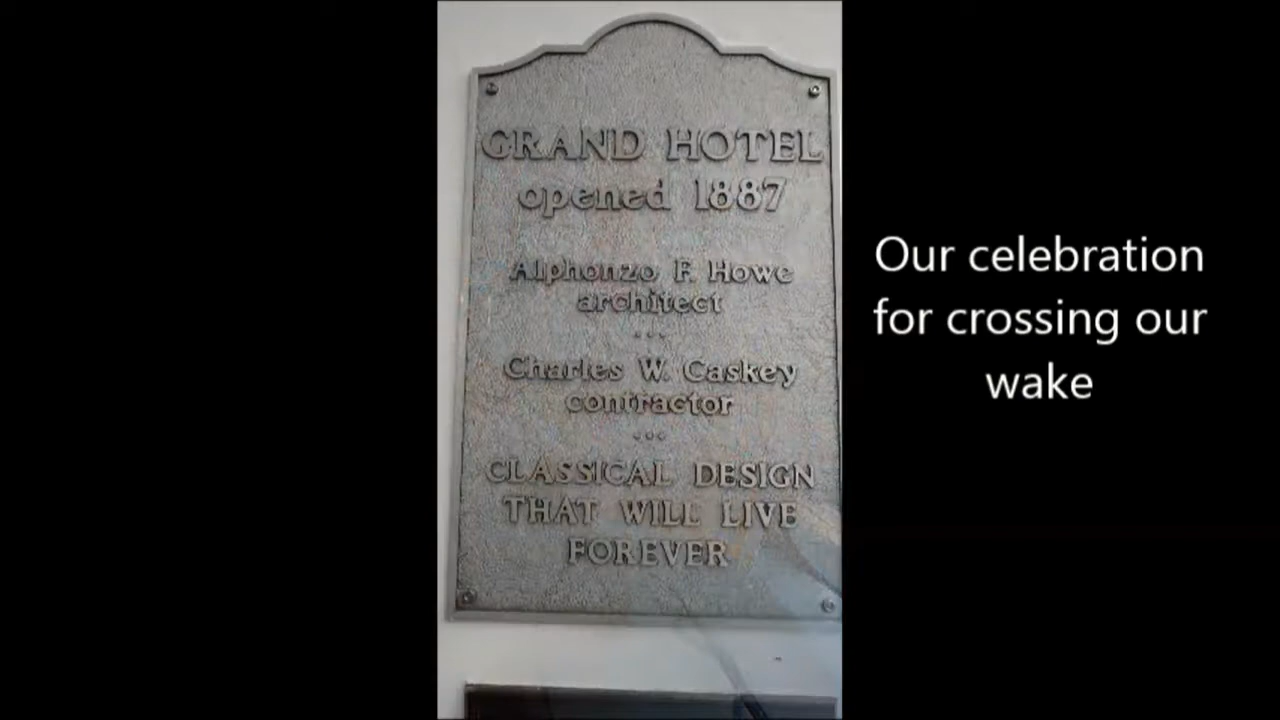 GRAND HOTEL
opened 1887
Alphonzo F. Howe
architect
...
Charles W. Caskey
contractor
...
CLASSICAL DESIGN
THAT WILL LIVE
FOREVER
Our celebration
for crossing our
wake